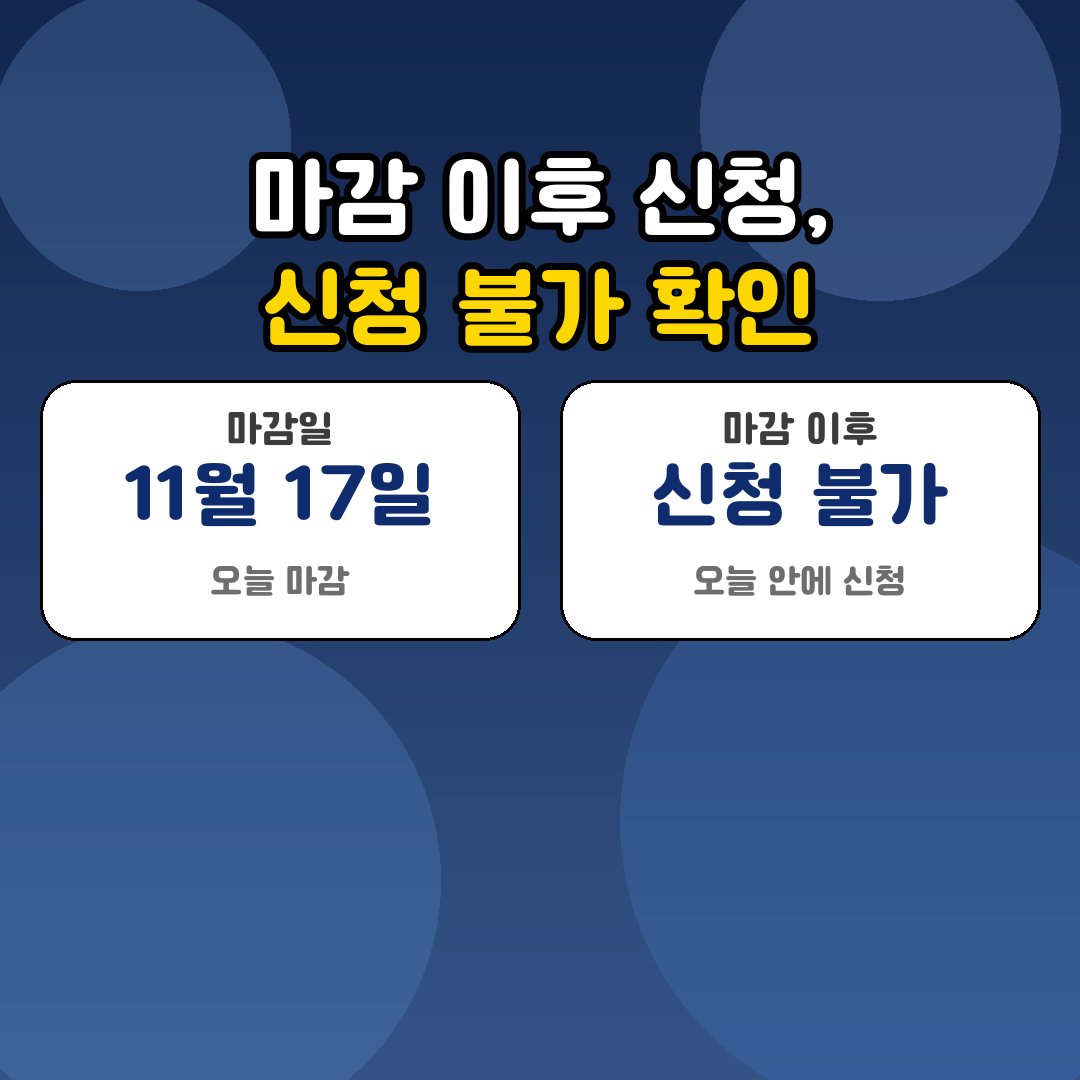 마감 이후 신청,
신청 불가 확인
마감일
11월 17일
오늘 마감
마감 이후
신청 불가
오늘 안에 신청